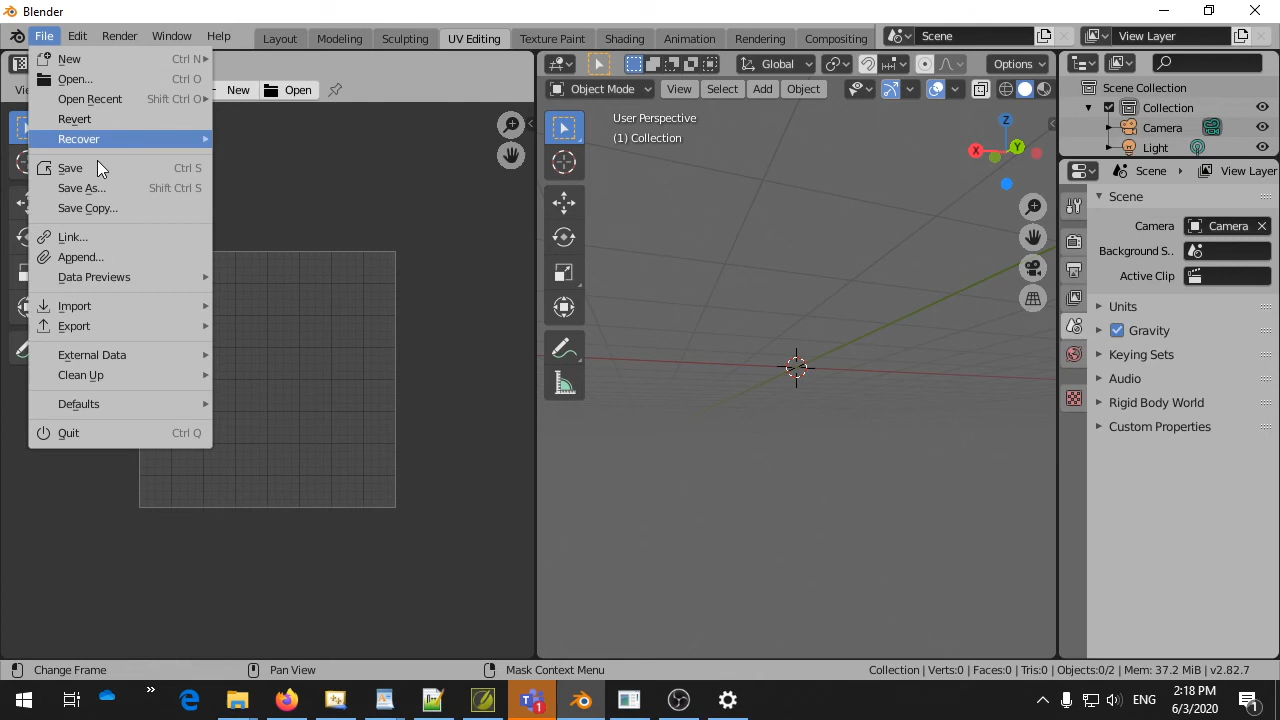 Blender
File Edit Render Window Help
Layout Modeling Sculpting UV Editing Texture Paint Shading Animation Rendering Compositing
Scene
View Layer
New Ctrl N
Open... Ctrl O
Open Recent Shift Ctrl O
Revert
Recover
Save Ctrl S
Save As... Shift Ctrl S
Save Copy...
Link...
Append...
Data Previews
Import
Export
External Data
Clean Up
Defaults
Quit Ctrl Q
New Open
Global
Options
Object Mode View Select Add Object
User Perspective
(1) Collection
Z
X
Y
Scene Collection
Collection
Camera
Light
Scene View Layer
Scene
Camera Camera
Background S..
Active Clip
Units
Gravity
Keying Sets
Audio
Rigid Body World
Custom Properties
Change Frame Pan View Mask Context Menu Collection | Verts:0 | Faces:0 | Tris:0 | Objects:0/2 | Mem: 37.2 MiB | v2.82.7
1
ENG
2:18 PM
6/3/2020
1